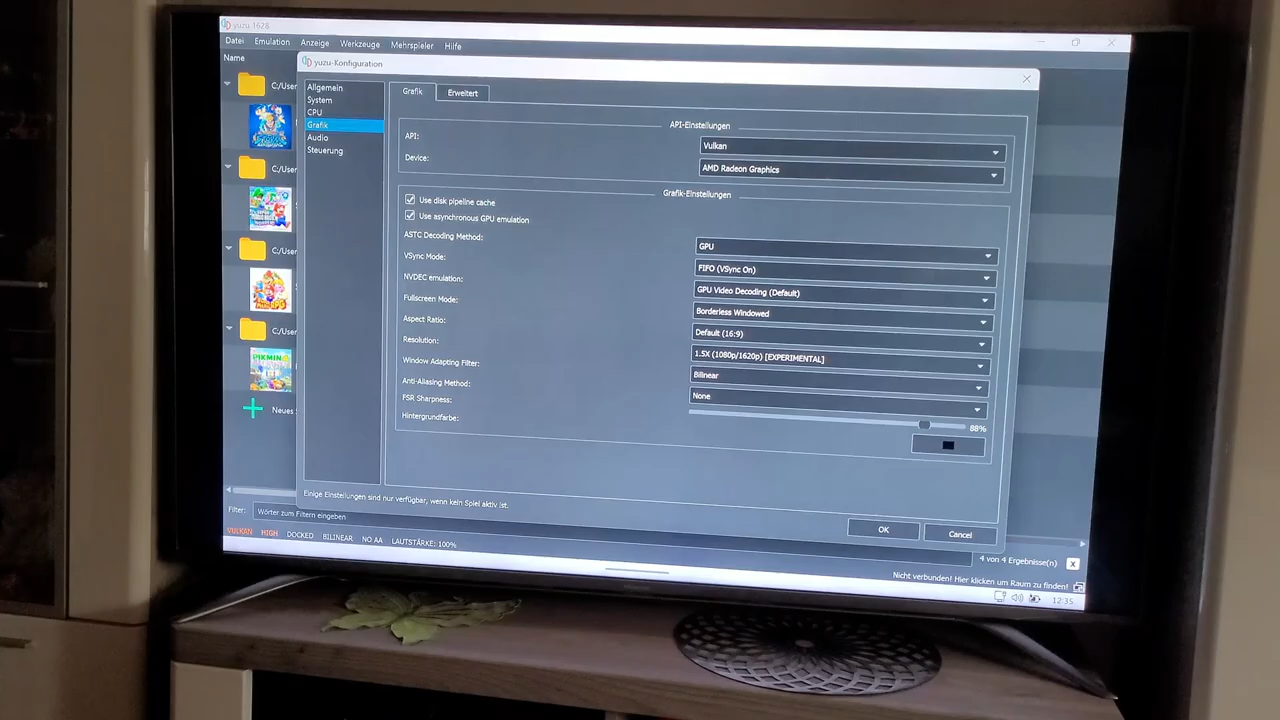 yuzu 1628
Datei Emulation Anzeige Werkzeuge Mehrspieler Hilfe
Name
yuzu-Konfiguration
C:/User
C:/User
C:/User
C:/User
PIKMIN
Neues
Allgemein
System
CPU
Grafik
Audio
Steuerung
Grafik Erweitert
API-Einstellungen
API: Vulkan
Device: AMD Radeon Graphics
Grafik-Einstellungen
Use disk pipeline cache
Use asynchronous GPU emulation
ASTC Decoding Method: GPU
VSync Mode: FIFO (VSync On)
NVDEC emulation: GPU Video Decoding (Default)
Fullscreen Mode: Borderless Windowed
Aspect Ratio: Default (16:9)
Resolution: 1.5X (1080p/1620p) [EXPERIMENTAL]
Window Adapting Filter: Bilinear
Anti-Aliasing Method: None
FSR Sharpness: 88%
Hintergrundfarbe:
Einige Einstellungen sind nur verfügbar, wenn kein Spiel aktiv ist.
OK Cancel
Filter: Wörter zum Filtern eingeben
4 von 4 Ergebnisse(n) x
VULKAN HIGH DOCKED BILINEAR NO AA LAUTSTÄRKE: 100%
Nicht verbunden! Hier klicken um Raum zu finden!
12:35